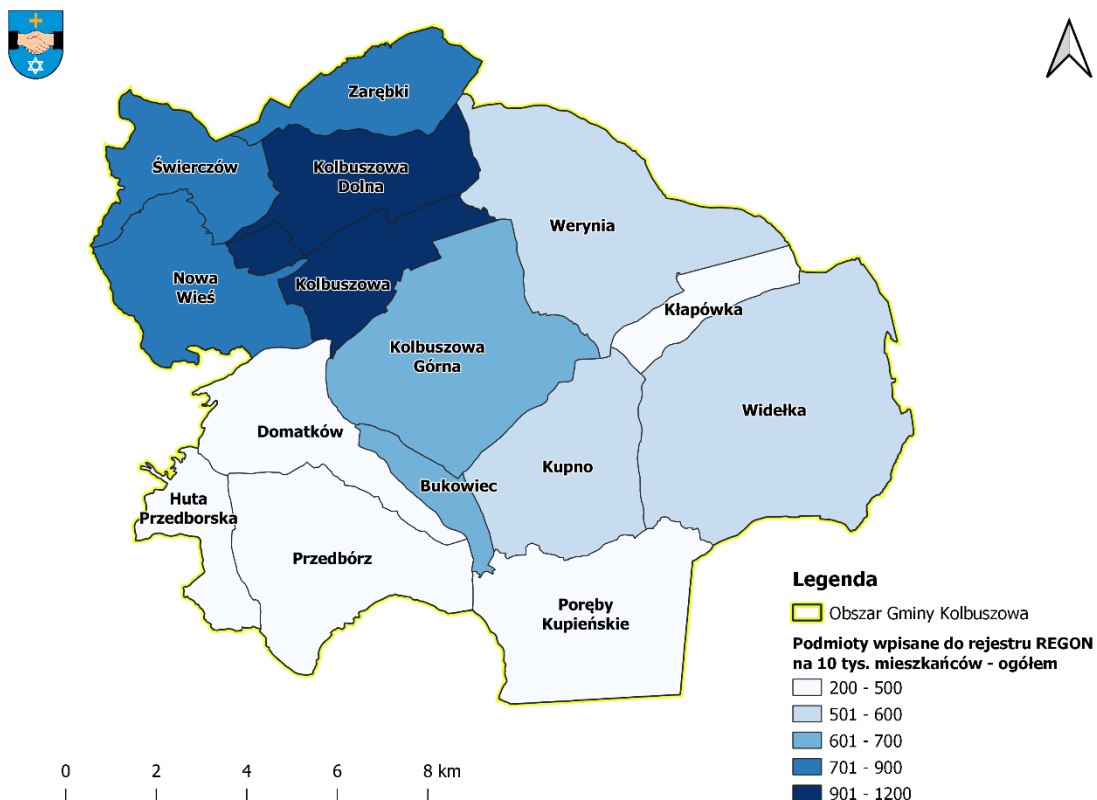 Zarębki
Świerczów
Kolbuszowa
Dolna
Werynia
Nowa
Wieś
Kolbuszowa
Kłapówka
Kolbuszowa
Górna
Widełka
Domatków
Kupno
Bukowiec
Huta
Przedborska
Przedbórz
Poręby
Kupieńskie
Legenda
Obszar Gminy Kolbuszowa
Podmioty wpisane do rejestru REGON
na 10 tys. mieszkańców - ogółem
200 - 500
501 - 600
601 - 700
701 - 900
901 - 1200
0 2 4 6 8 km